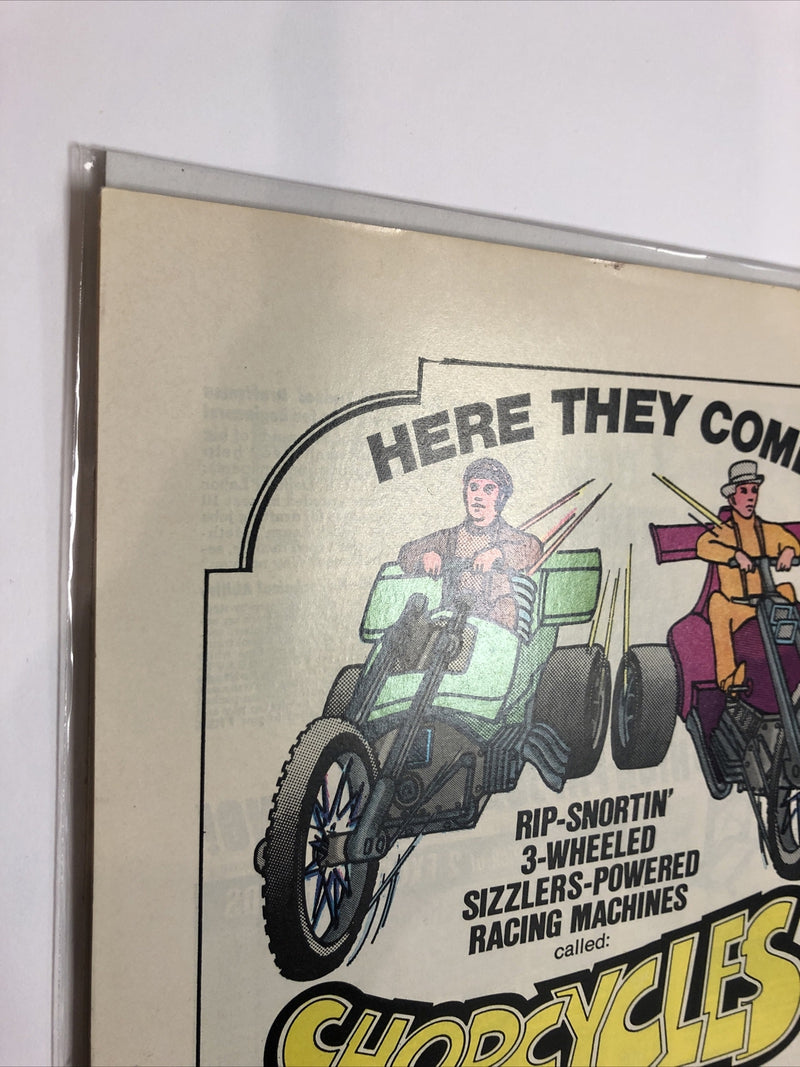 HERE THEY COM
RIP-SNORTIN'
3-WHEELED
SIZZLERS-POWERED
RACING MACHINES
called:
CHOPCYCLES